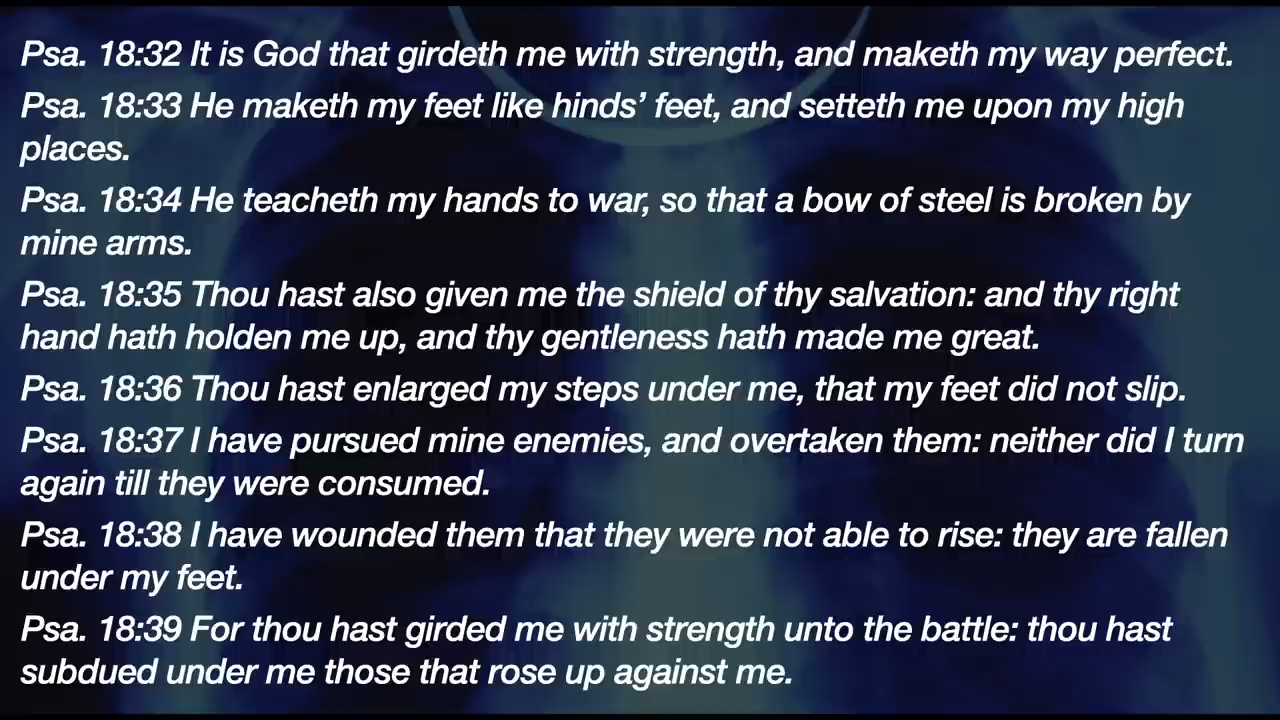 Psa. 18:32 It is God that girdeth me with strength, and maketh my way perfect.
Psa. 18:33 He maketh my feet like hinds’ feet, and setteth me upon my high
places.
Psa. 18:34 He teacheth my hands to war, so that a bow of steel is broken by
mine arms.
Psa. 18:35 Thou hast also given me the shield of thy salvation: and thy right
hand hath holden me up, and thy gentleness hath made me great.
Psa. 18:36 Thou hast enlarged my steps under me, that my feet did not slip.
Psa. 18:37 I have pursued mine enemies, and overtaken them: neither did I turn
again till they were consumed.
Psa. 18:38 I have wounded them that they were not able to rise: they are fallen
under my feet.
Psa. 18:39 For thou hast girded me with strength unto the battle: thou hast
subdued under me those that rose up against me.